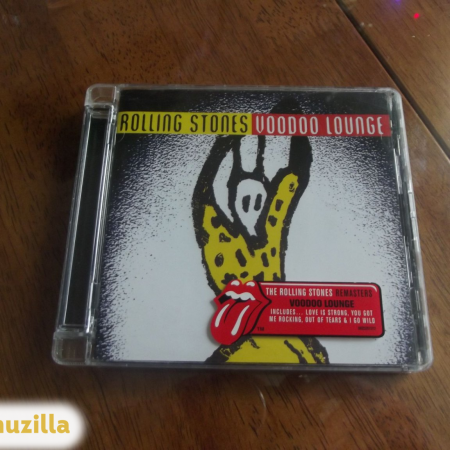 ROLLING STONES VOODOO LOUNGE
THE ROLLING STONES REMASTERS
VOODOO LOUNGE
INCLUDES... LOVE IS STRONG, YOU GOT
ME ROCKING, OUT OF TEARS & I GO WILD
uzilla